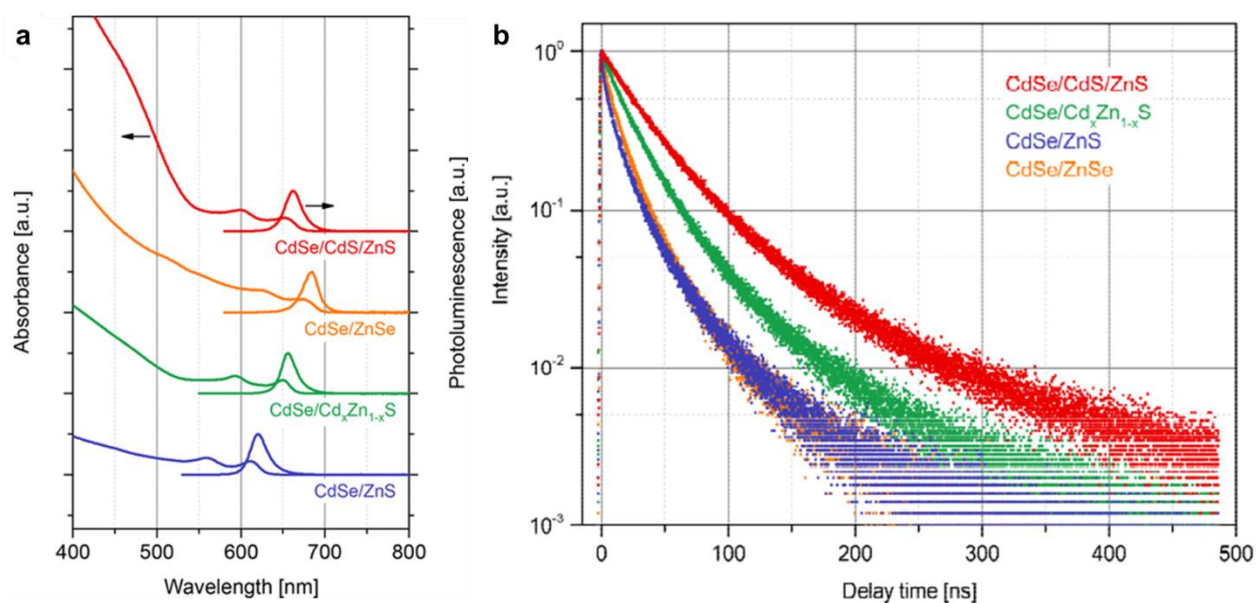 a
Absorbance [a.u.]
CdSe/CdS/ZnS
CdSe/ZnSe
CdSe/CdₓZn₁₋ₓS
CdSe/ZnS
400 500 600 700 800
Wavelength [nm]
Photoluminescence [a.u.]
b
Intensity [a.u.]
10⁰
10⁻¹
10⁻²
10⁻³
CdSe/CdS/ZnS
CdSe/CdₓZn₁₋ₓS
CdSe/ZnS
CdSe/ZnSe
0 100 200 300 400 500
Delay time [ns]